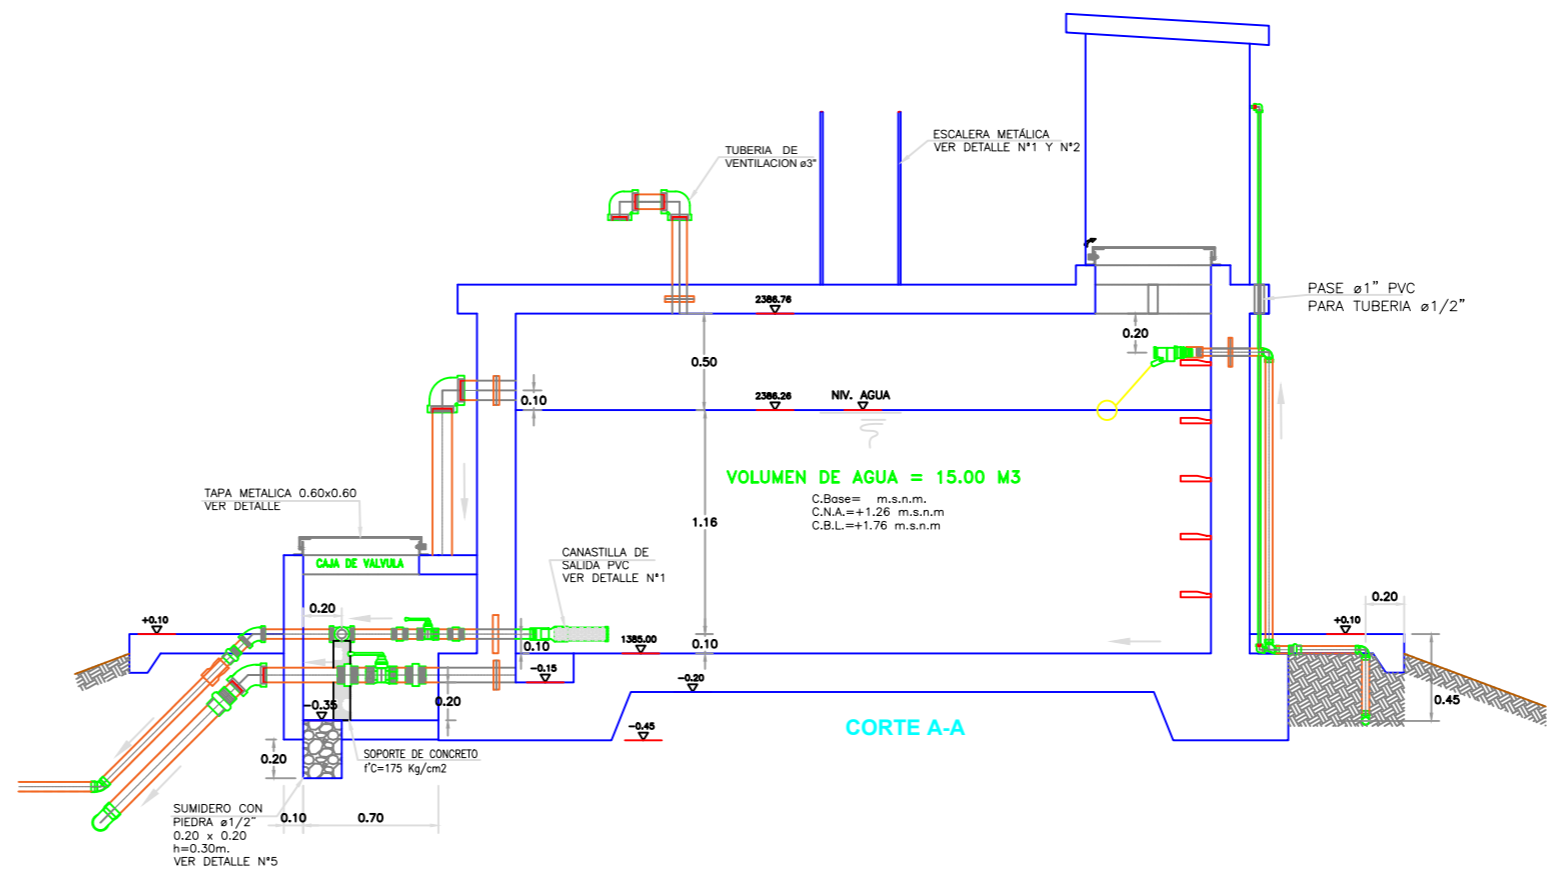 TUBERIA DE
VENTILACION ø3"
ESCALERA METÁLICA
VER DETALLE N°1 Y N°2
2386.76
PASE ø1" PVC
PARA TUBERIA ø1/2"
0.20
0.50
0.10
2386.26
NIV. AGUA
VOLUMEN DE AGUA = 15.00 M3
C.Base= m.s.n.m.
C.N.A.=+1.26 m.s.n.m
C.B.L.=+1.76 m.s.n.m
TAPA METALICA 0.60x0.60
VER DETALLE
1.16
CANASTILLA DE
SALIDA PVC
VER DETALLE N°1
CAJA DE VALVULA
0.20
0.20
+0.10
+0.10
0.10
1385.00
0.10
-0.15
-0.20
0.20
-0.35
0.45
-0.45
CORTE A-A
0.20
SOPORTE DE CONCRETO
f'C=175 Kg/cm2
SUMIDERO CON
PIEDRA ø1/2"
0.20 x 0.20
h=0.30m.
VER DETALLE N°5
0.10
0.70